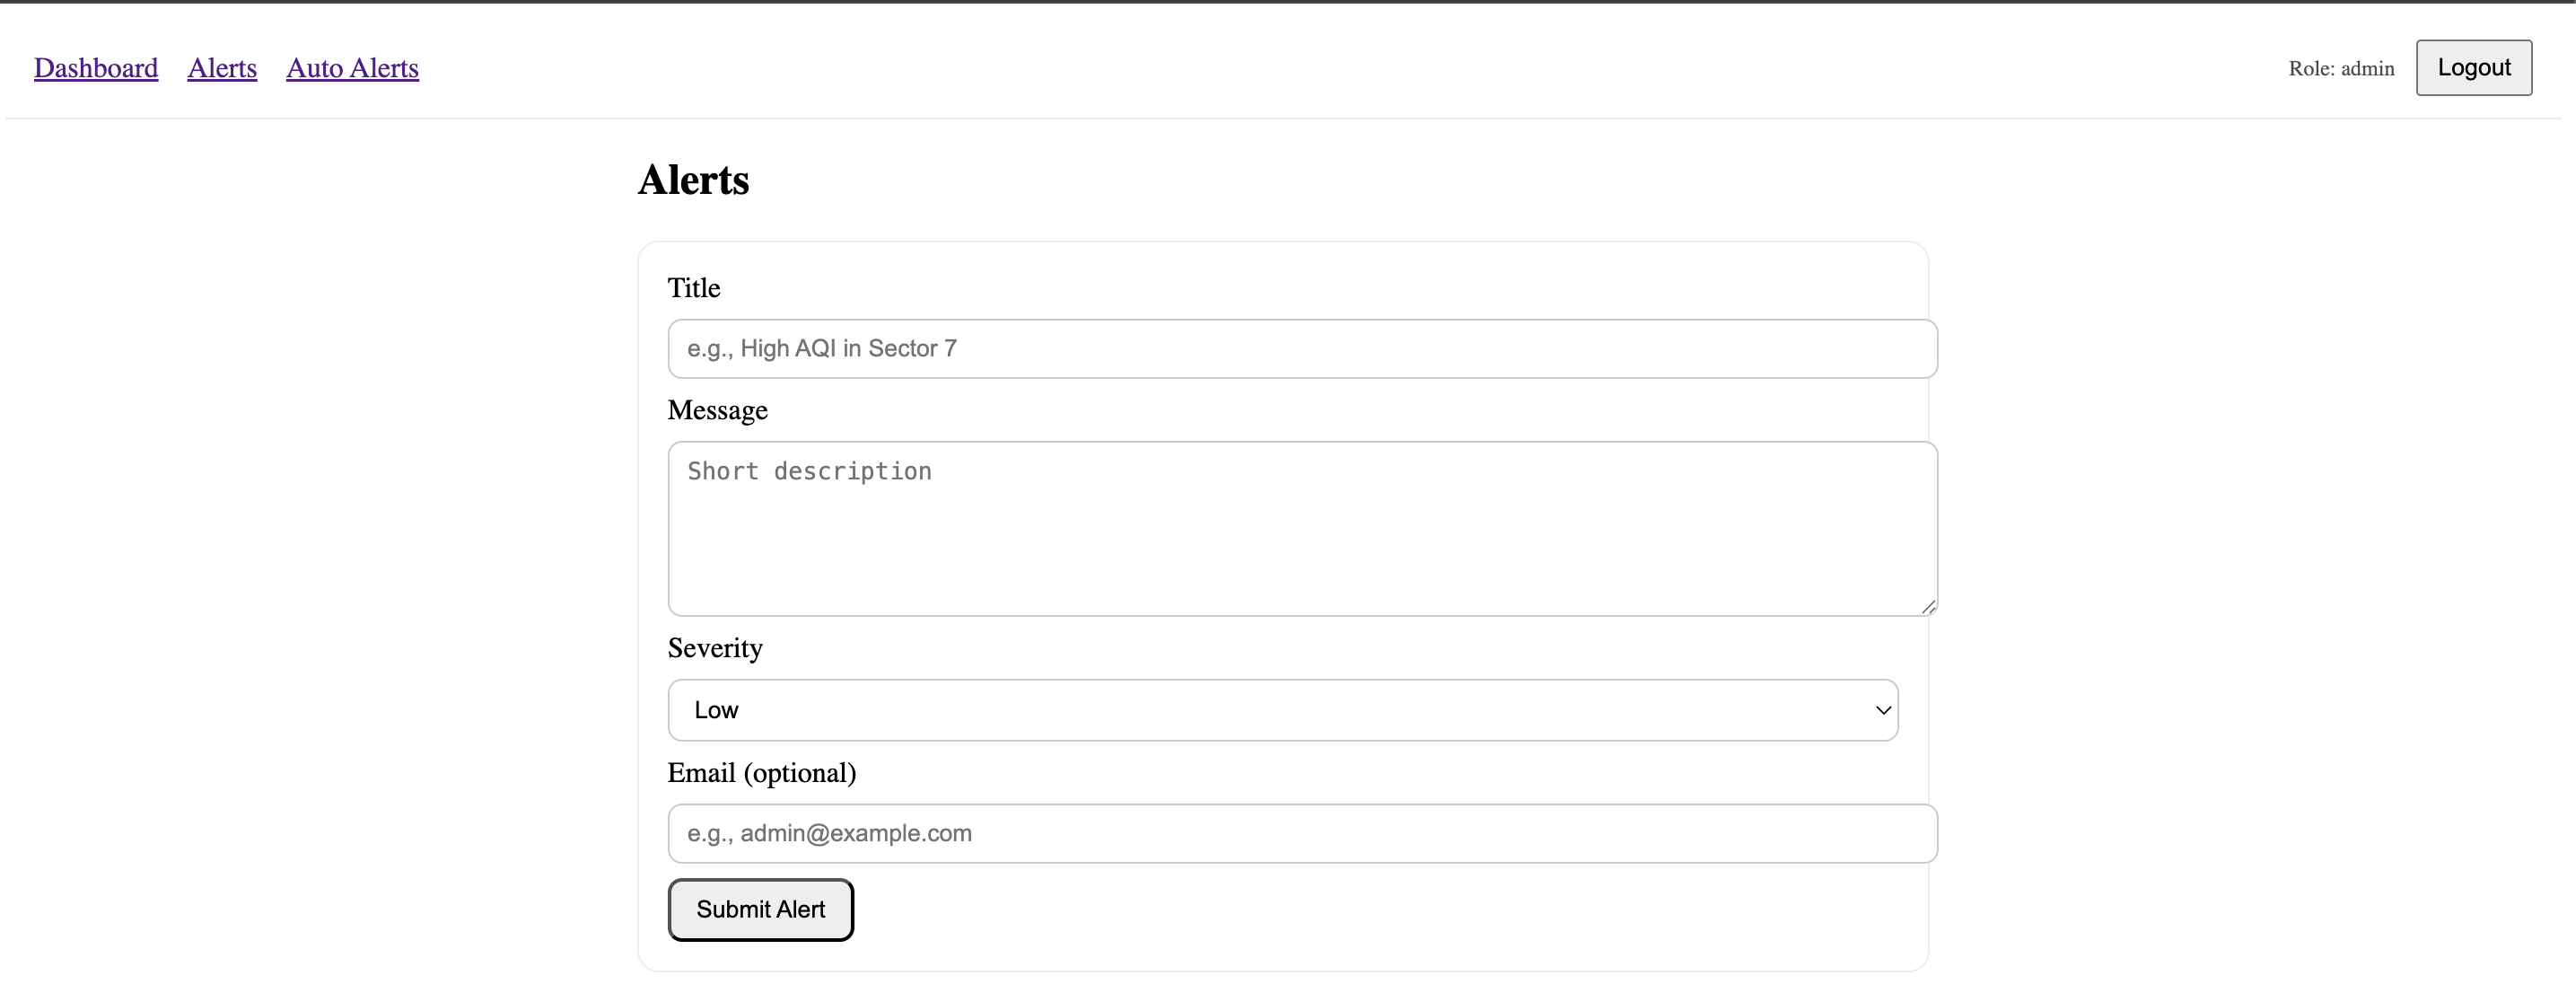 Dashboard Alerts Auto Alerts Role: admin Logout
Alerts
Title
e.g., High AQI in Sector 7
Message
Short description
Severity
Low
Email (optional)
e.g., admin@example.com
Submit Alert